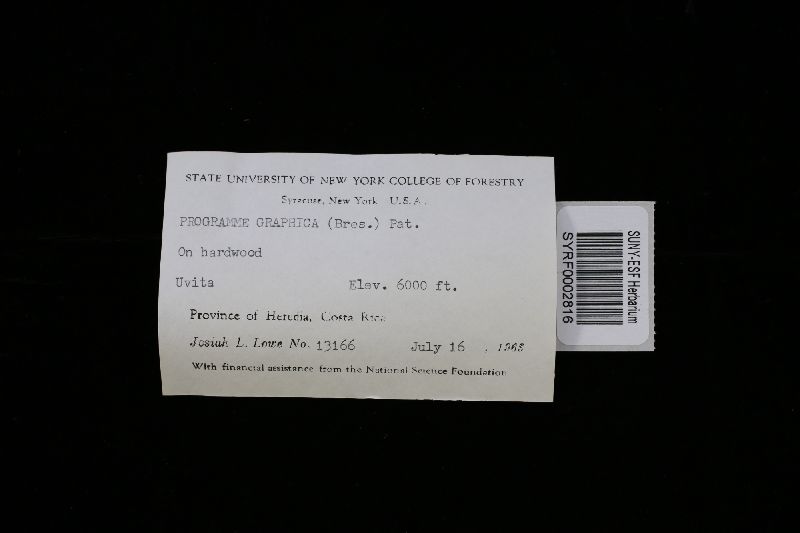 STATE UNIVERSITY OF NEW YORK COLLEGE OF FORESTRY
Syracuse, New York U.S.A.
PROGRAMME GRAPHICA (Bres.) Pat.
On hardwood
Uvita Elev. 6000 ft.
Province of Heredia, Costa Rica
Josiah L. Lowe No. 13166 July 16 , 1963
With financial assistance from the National Science Foundation
SUNY-ESF Herbarium
SYRF0002816